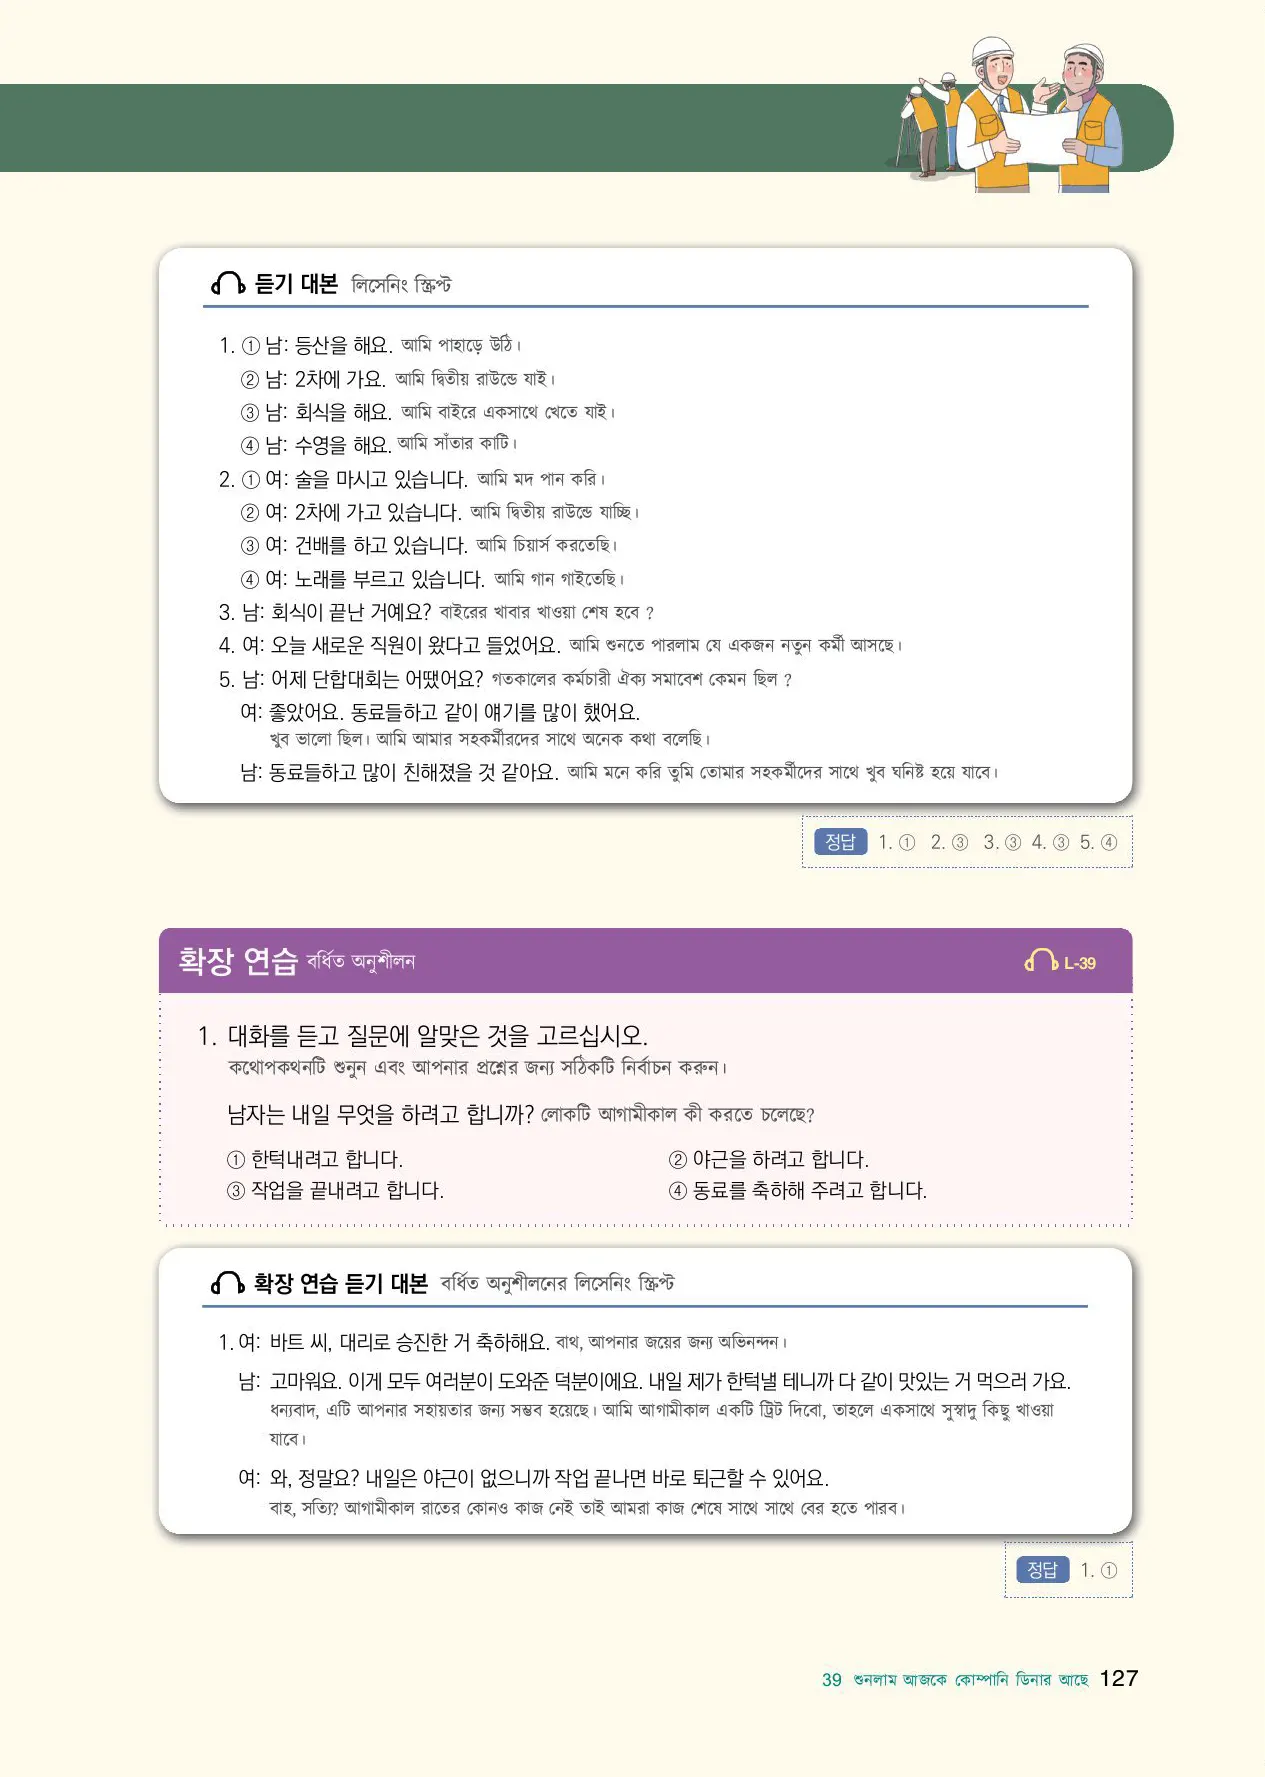 듣기 대본 লিসেনিং স্ক্রিপ্ট
1. ① 남: 등산을 해요. আমি পাহাড়ে উঠি।
② 남: 2차에 가요. আমি দ্বিতীয় রাউন্ডে যাই।
③ 남: 회식을 해요. আমি বাইরে একসাথে খেতে যাই।
④ 남: 수영을 해요. আমি সাঁতার কাটি।
2. ① 여: 술을 마시고 있습니다. আমি মদ পান করি।
② 여: 2차에 가고 있습니다. আমি দ্বিতীয় রাউন্ডে যাচ্ছি।
③ 여: 건배를 하고 있습니다. আমি চিয়ার্স করতেছি।
④ 여: 노래를 부르고 있습니다. আমি গান গাইতেছি।
3. 남: 회식이 끝난 거예요? বাইরের খাবার খাওয়া শেষ হবে ?
4. 여: 오늘 새로운 직원이 왔다고 들었어요. আমি শুনতে পারলাম যে একজন নতুন কর্মী আসছে।
5. 남: 어제 단합대회는 어땠어요? গতকালের কর্মচারী ঐক্য সমাবেশ কেমন ছিল ?
여: 좋았어요. 동료들하고 같이 얘기를 많이 했어요.
খুব ভালো ছিল। আমি আমার সহকর্মীরদের সাথে অনেক কথা বলেছি।
남: 동료들하고 많이 친해졌을 것 같아요. আমি মনে করি তুমি তোমার সহকর্মীদের সাথে খুব ঘনিষ্ট হয়ে যাবে।
정답 1. ① 2. ③ 3. ③ 4. ③ 5. ④
확장 연습 বর্ধিত অনুশীলন L-39
1. 대화를 듣고 질문에 알맞은 것을 고르십시오.
কথোপকথনটি শুনুন এবং আপনার প্রশ্নের জন্য সঠিকটি নির্বাচন করুন।
남자는 내일 무엇을 하려고 합니까? লোকটি আগামীকাল কী করতে চলেছে?
① 한턱내려고 합니다. ② 야근을 하려고 합니다.
③ 작업을 끝내려고 합니다. ④ 동료를 축하해 주려고 합니다.
확장 연습 듣기 대본 বর্ধিত অনুশীলনের লিসেনিং স্ক্রিপ্ট
1. 여: 바트 씨, 대리로 승진한 거 축하해요. বাথ, আপনার জয়ের জন্য অভিনন্দন।
남: 고마워요. 이게 모두 여러분이 도와준 덕분이에요. 내일 제가 한턱낼 테니까 다 같이 맛있는 거 먹으러 가요.
ধন্যবাদ, এটি আপনার সহায়তার জন্য সম্ভব হয়েছে। আমি আগামীকাল একটি ট্রিট দিবো, তাহলে একসাথে সুস্বাদু কিছু খাওয়া
যাবে।
여: 와, 정말요? 내일은 야근이 없으니까 작업 끝나면 바로 퇴근할 수 있어요.
বাহ, সত্যি? আগামীকাল রাতের কোনও কাজ নেই তাই আমরা কাজ শেষে সাথে সাথে বের হতে পারব।
정답 1. ①
39 শুনলাম আজকে কোম্পানি ডিনার আছে 127